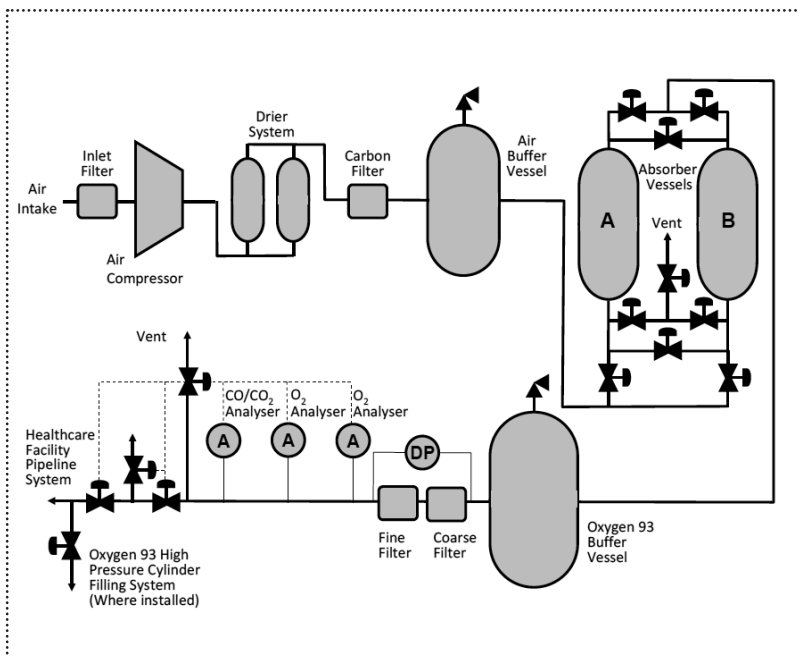 Drier
System
Inlet
Filter
Carbon
Filter
Air
Buffer
Vessel
Absorber
Vessels
Air
Intake
A
B
Vent
Air
Compressor
Vent
CO/CO₂
Analyser
O₂
Analyser
O₂
Analyser
A
A
A
DP
Healthcare
Facility
Pipeline
System
Fine
Filter
Coarse
Filter
Oxygen 93
Buffer
Vessel
Oxygen 93 High
Pressure Cylinder
Filling System
(Where installed)